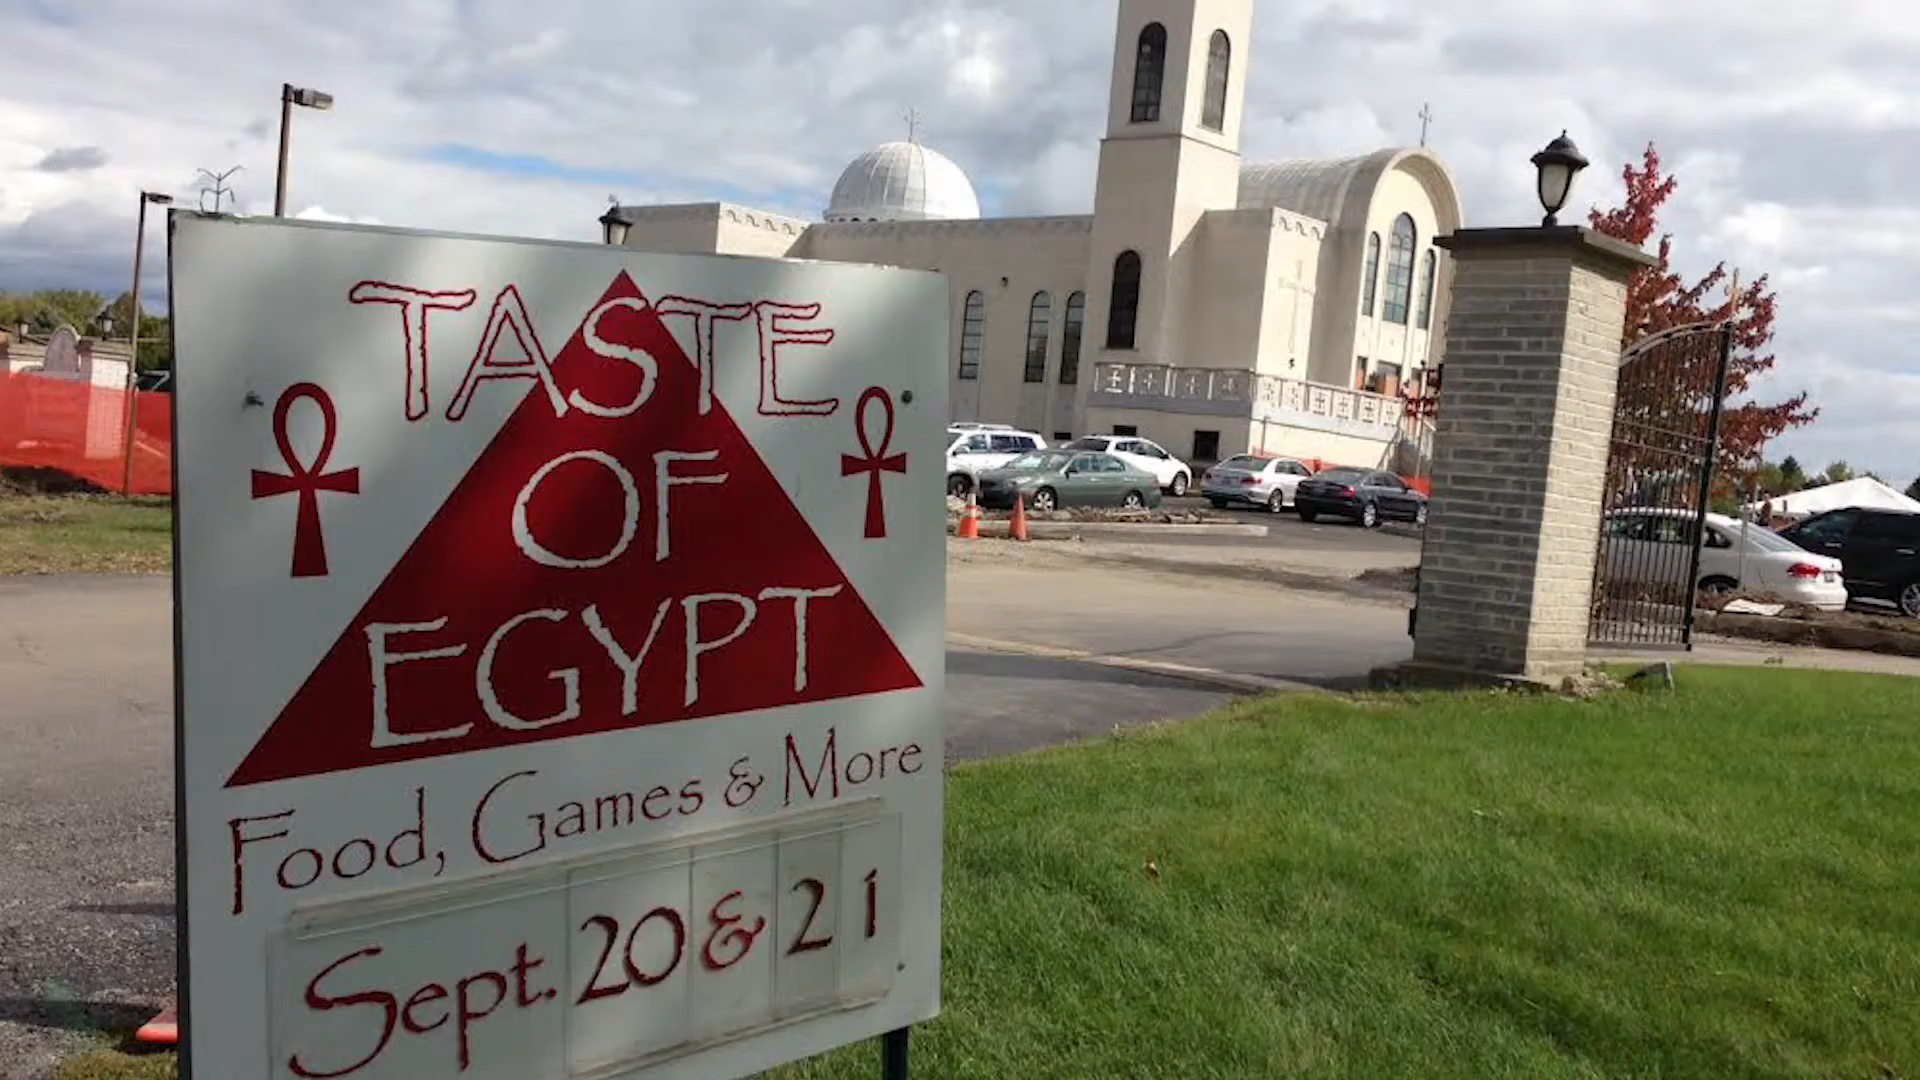 TASTE
OF
EGYPT
Food, Games & More
Sept. 20 & 21